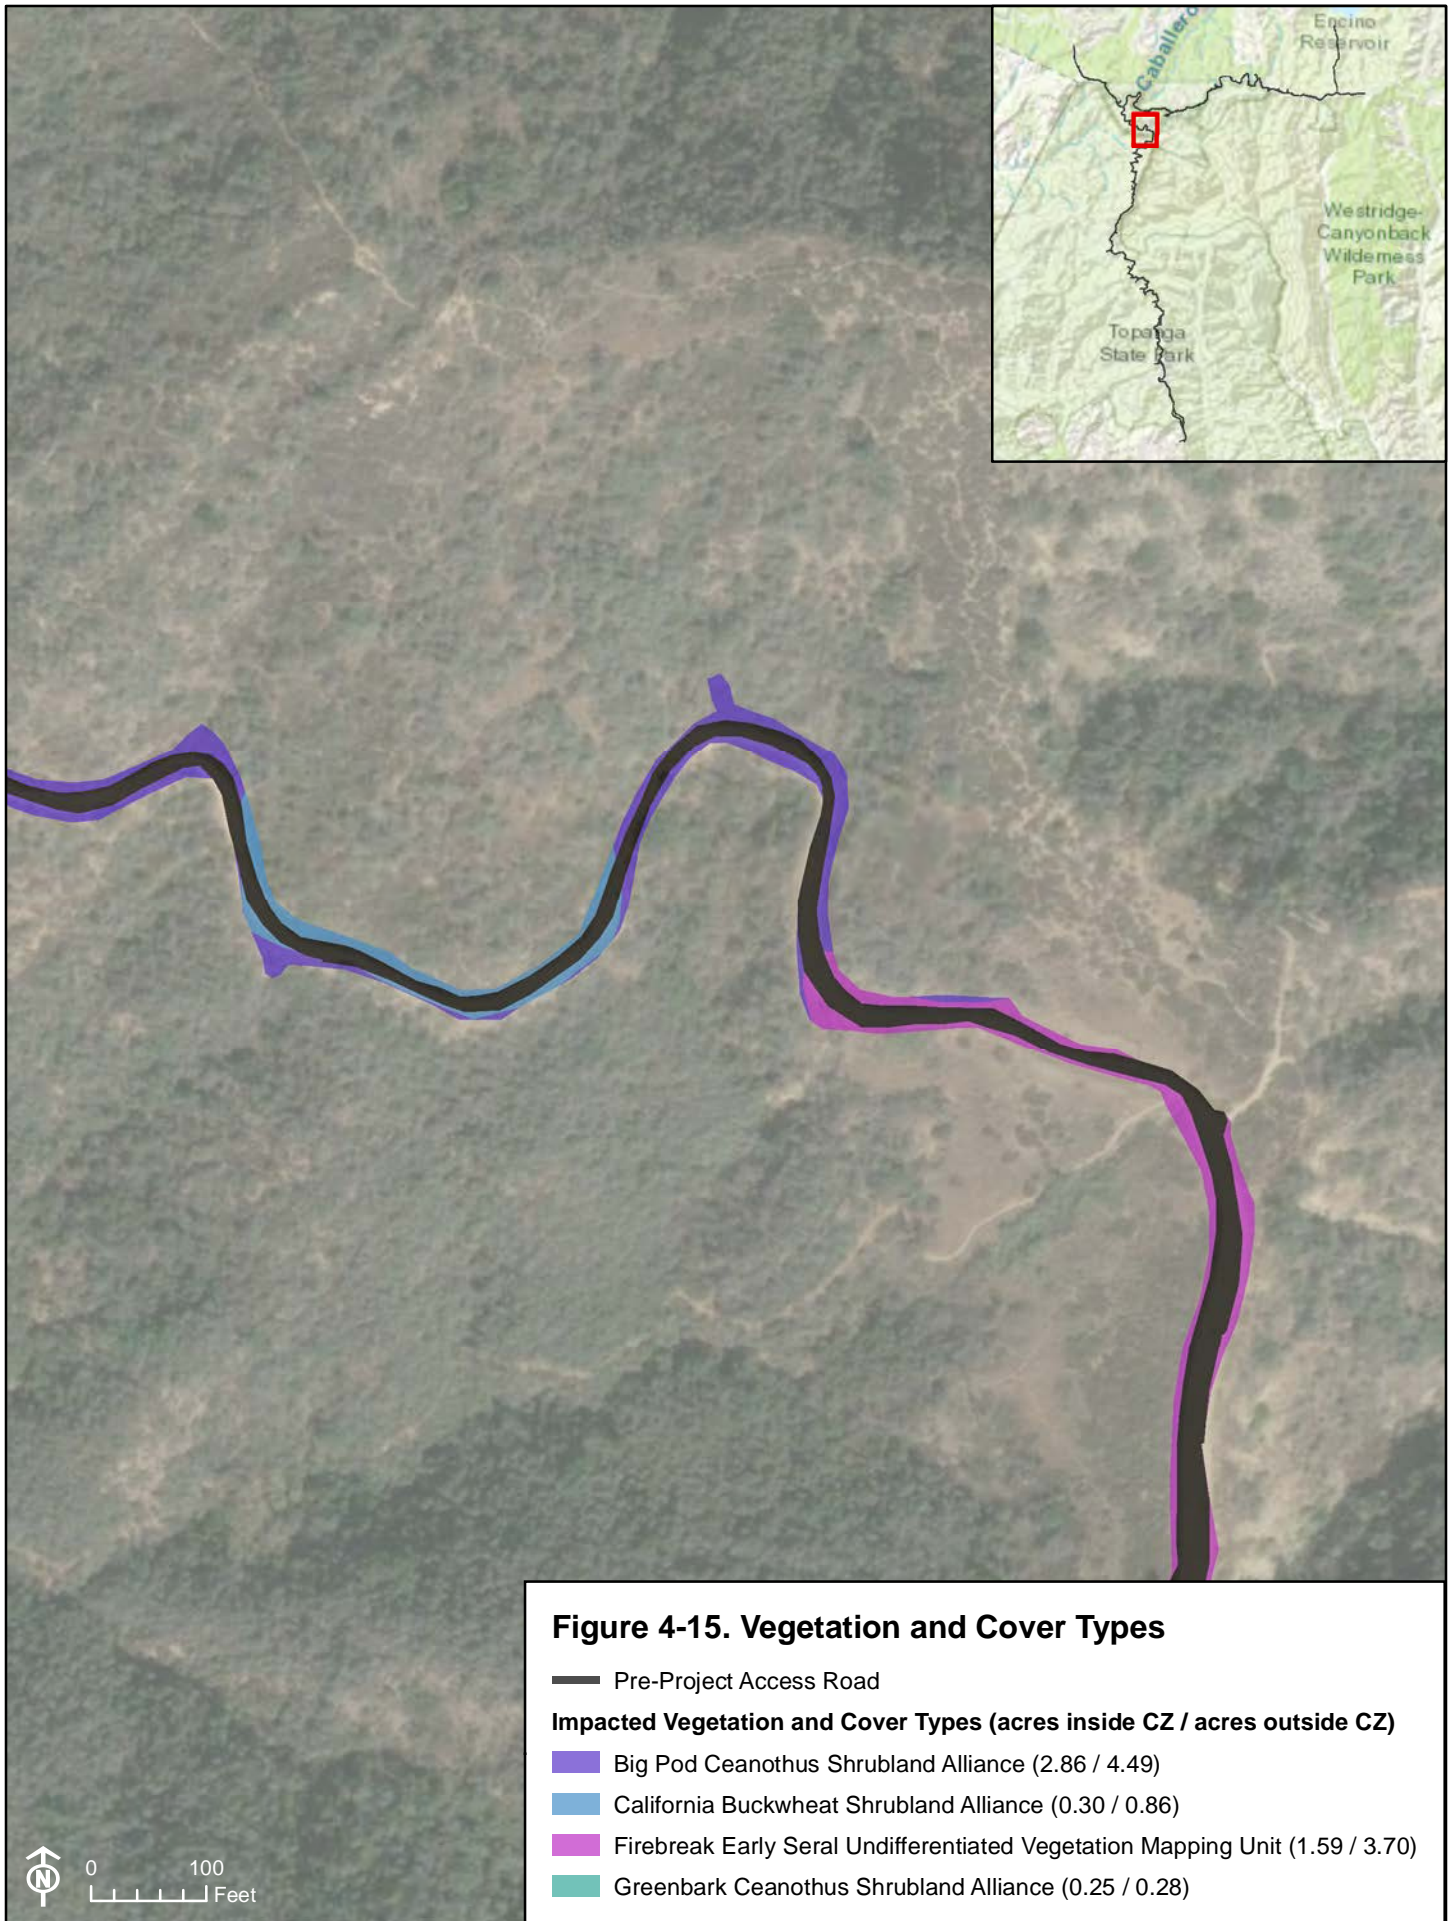 Caballero
Encino
Reservoir
Westridge-
Canyonback
Wilderness
Park
Topanga
State Park
Figure 4-15. Vegetation and Cover Types
Pre-Project Access Road
Impacted Vegetation and Cover Types (acres inside CZ / acres outside CZ)
Big Pod Ceanothus Shrubland Alliance (2.86 / 4.49)
California Buckwheat Shrubland Alliance (0.30 / 0.86)
Firebreak Early Seral Undifferentiated Vegetation Mapping Unit (1.59 / 3.70)
Greenbark Ceanothus Shrubland Alliance (0.25 / 0.28)
N
0 100
Feet